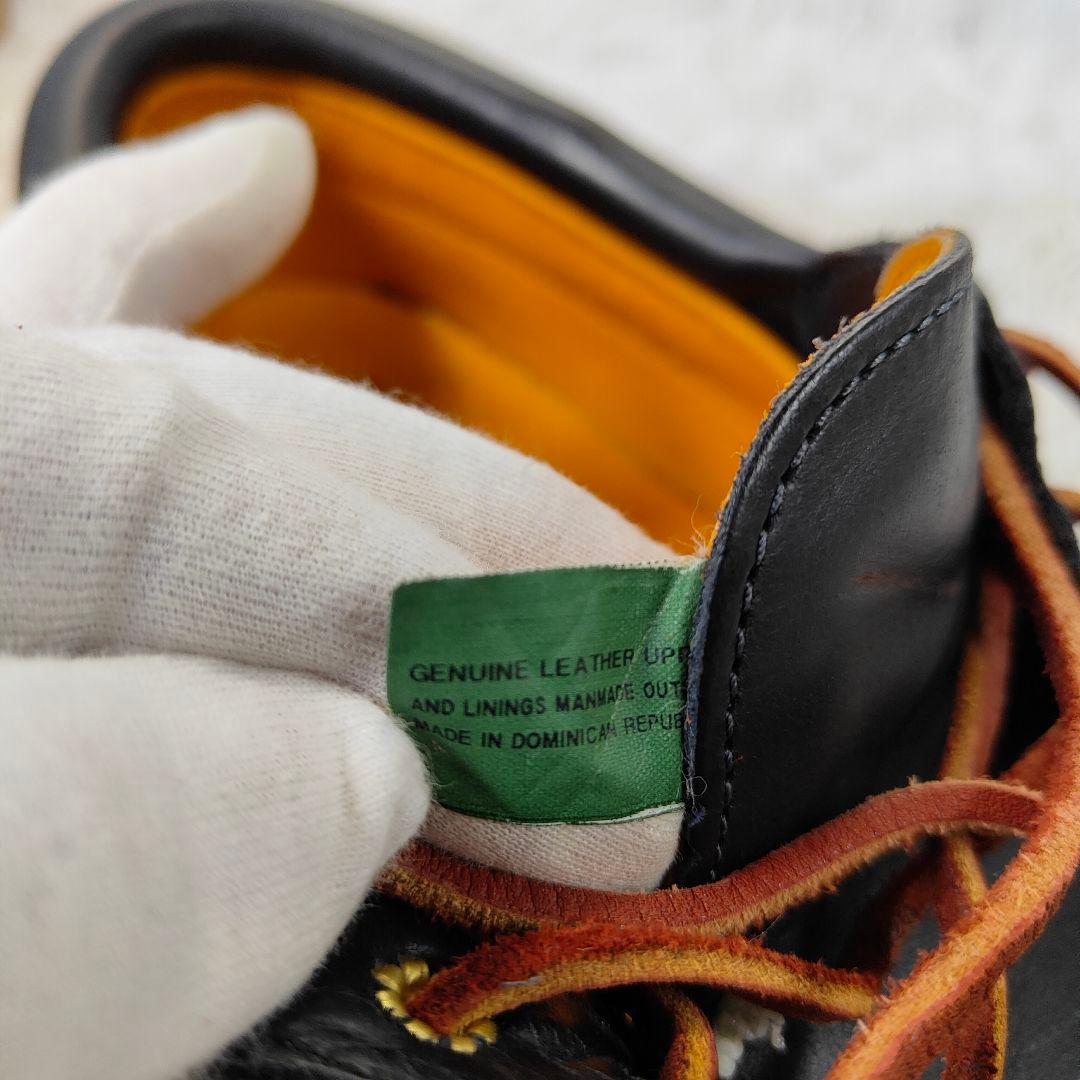 GENUINE LEATHER UPP
AND LININGS MANMADE OUT
MADE IN DOMINICAN REPUB